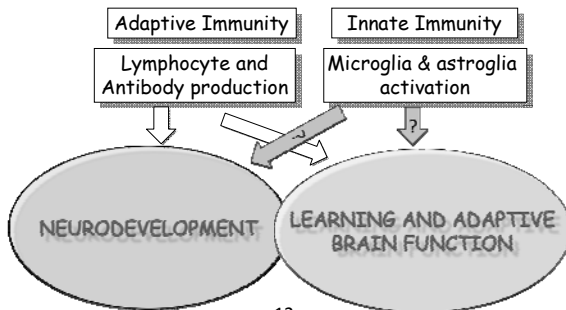 Adaptive Immunity
Innate Immunity
Lymphocyte and
Antibody production
Microglia & astroglia
activation
?
?
NEURODEVELOPMENT
LEARNING AND ADAPTIVE
BRAIN FUNCTION